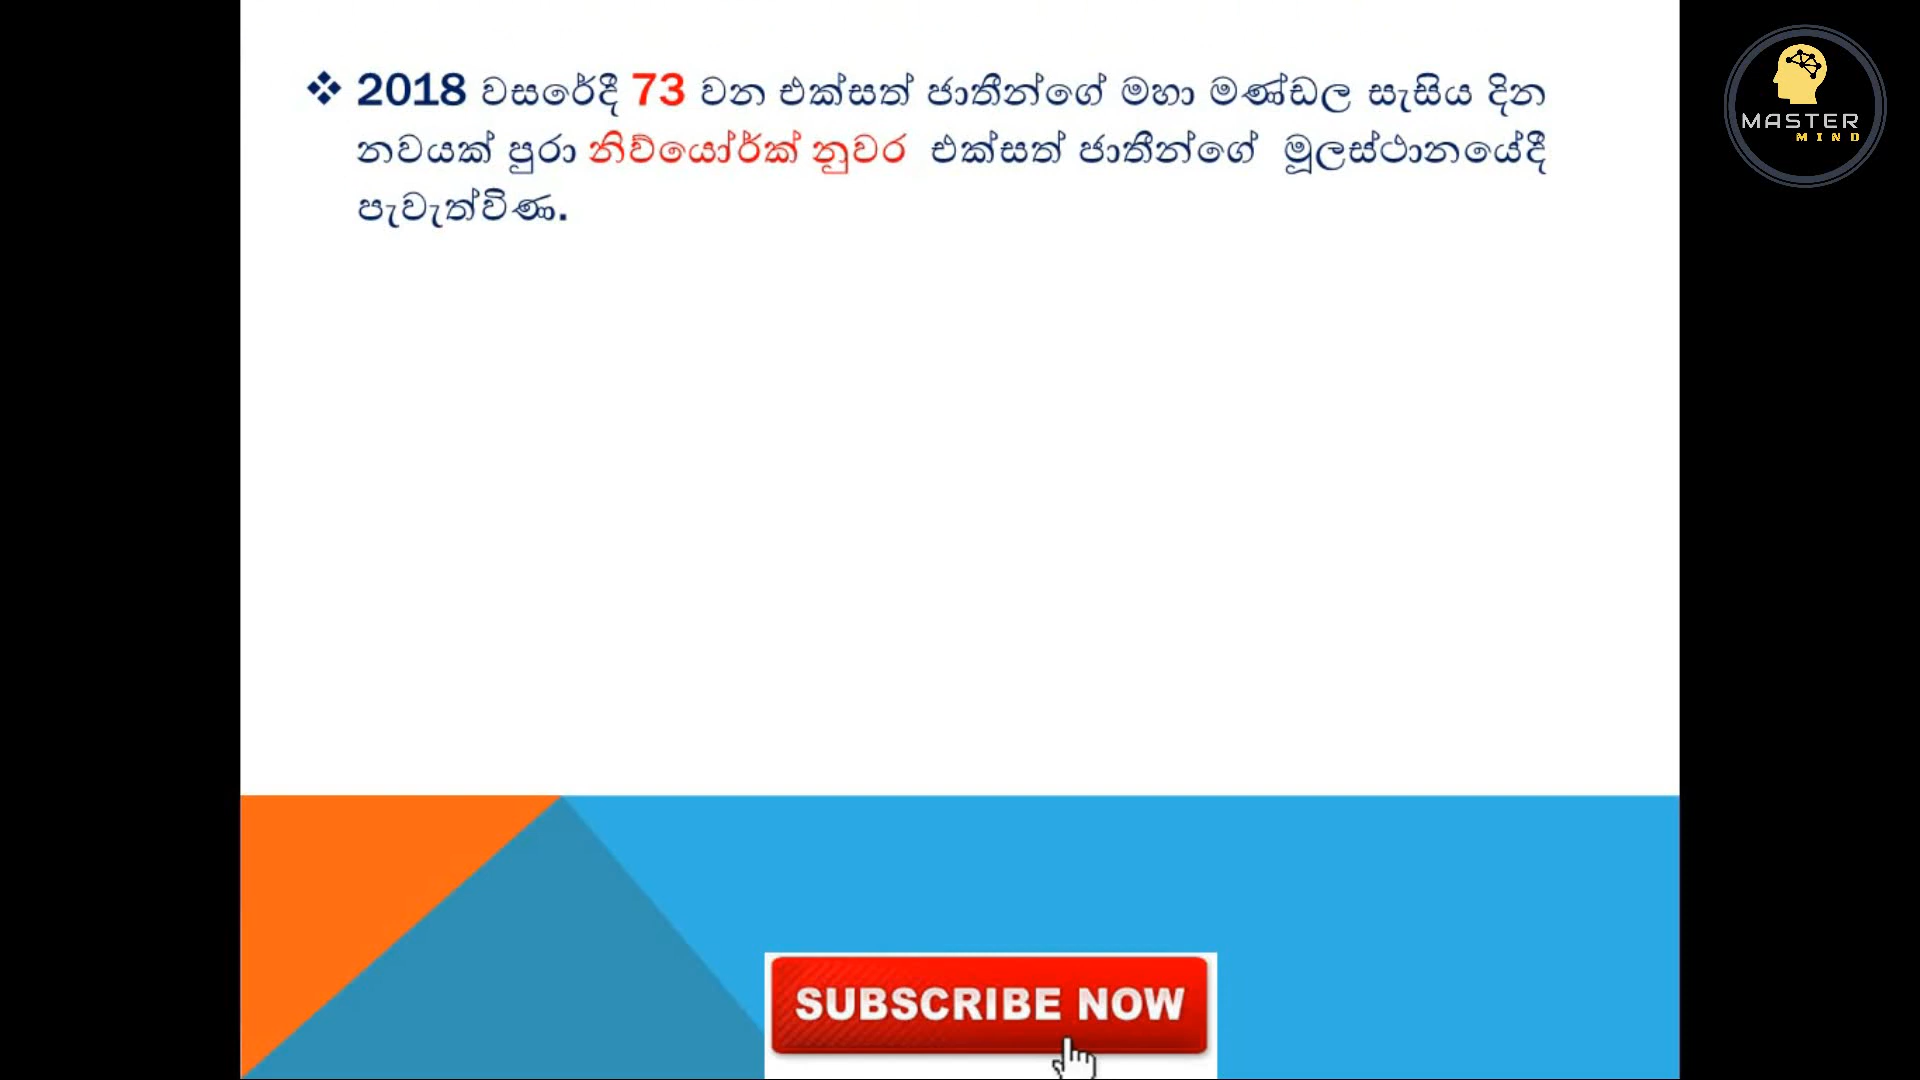 ❖ 2018 වසරේදී 73 වන එක්සත් ජාතීන්ගේ මහා මණ්ඩල සැසිය දින
නවයක් පුරා නිව්යෝර්ක් නුවර එක්සත් ජාතීන්ගේ මූලස්ථානයේදී
පැවැත්විණ.
MASTER
MIND
SUBSCRIBE NOW